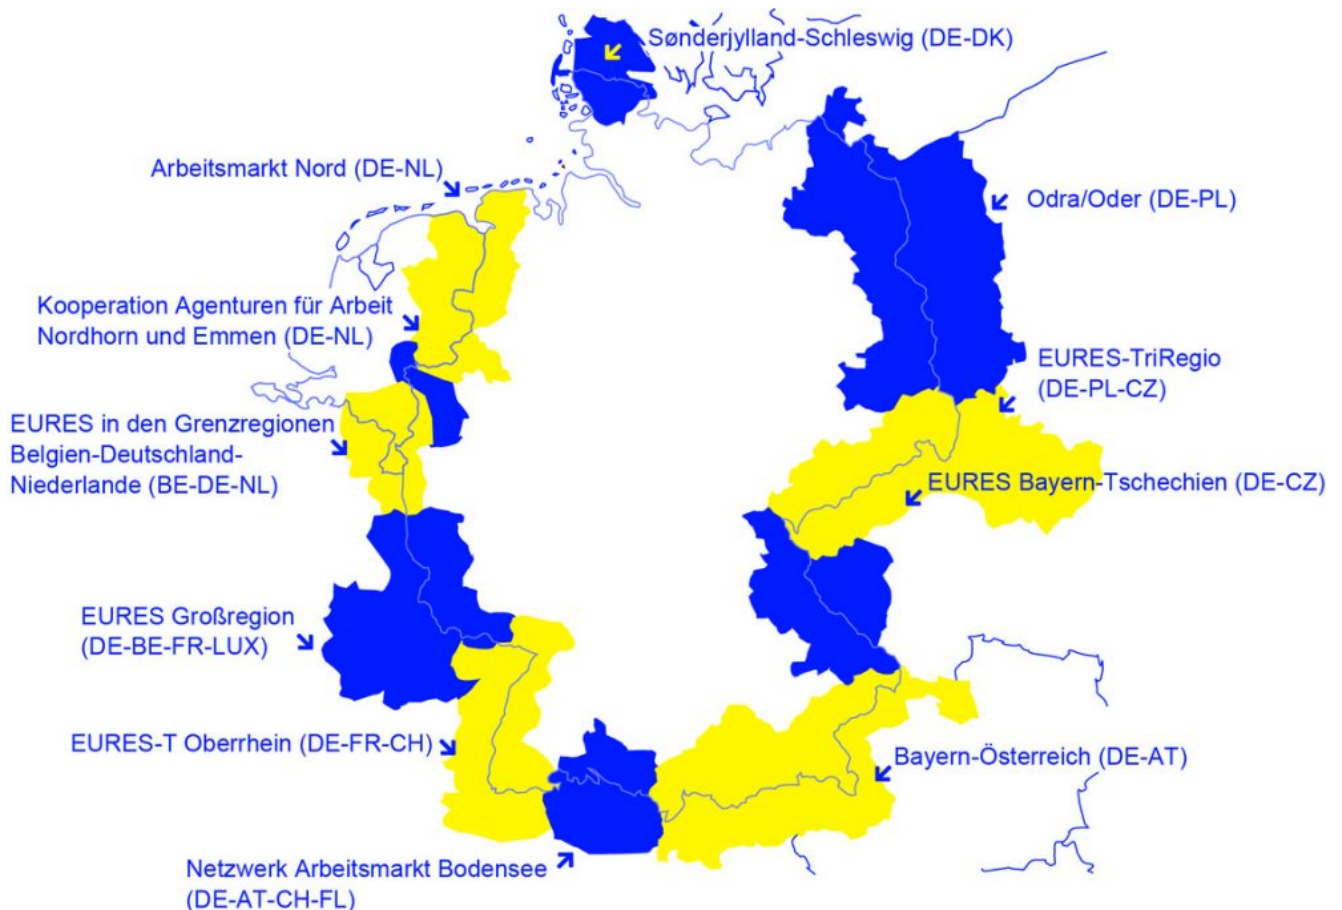 Sønderjylland-Schleswig (DE-DK)
Arbeitsmarkt Nord (DE-NL)
Odra/Oder (DE-PL)
Kooperation Agenturen für Arbeit
Nordhorn und Emmen (DE-NL)
EURES-TriRegio
(DE-PL-CZ)
EURES in den Grenzregionen
Belgien-Deutschland-
Niederlande (BE-DE-NL)
EURES Bayern-Tschechien (DE-CZ)
EURES Großregion
(DE-BE-FR-LUX)
EURES-T Oberrhein (DE-FR-CH)
Bayern-Österreich (DE-AT)
Netzwerk Arbeitsmarkt Bodensee
(DE-AT-CH-FL)